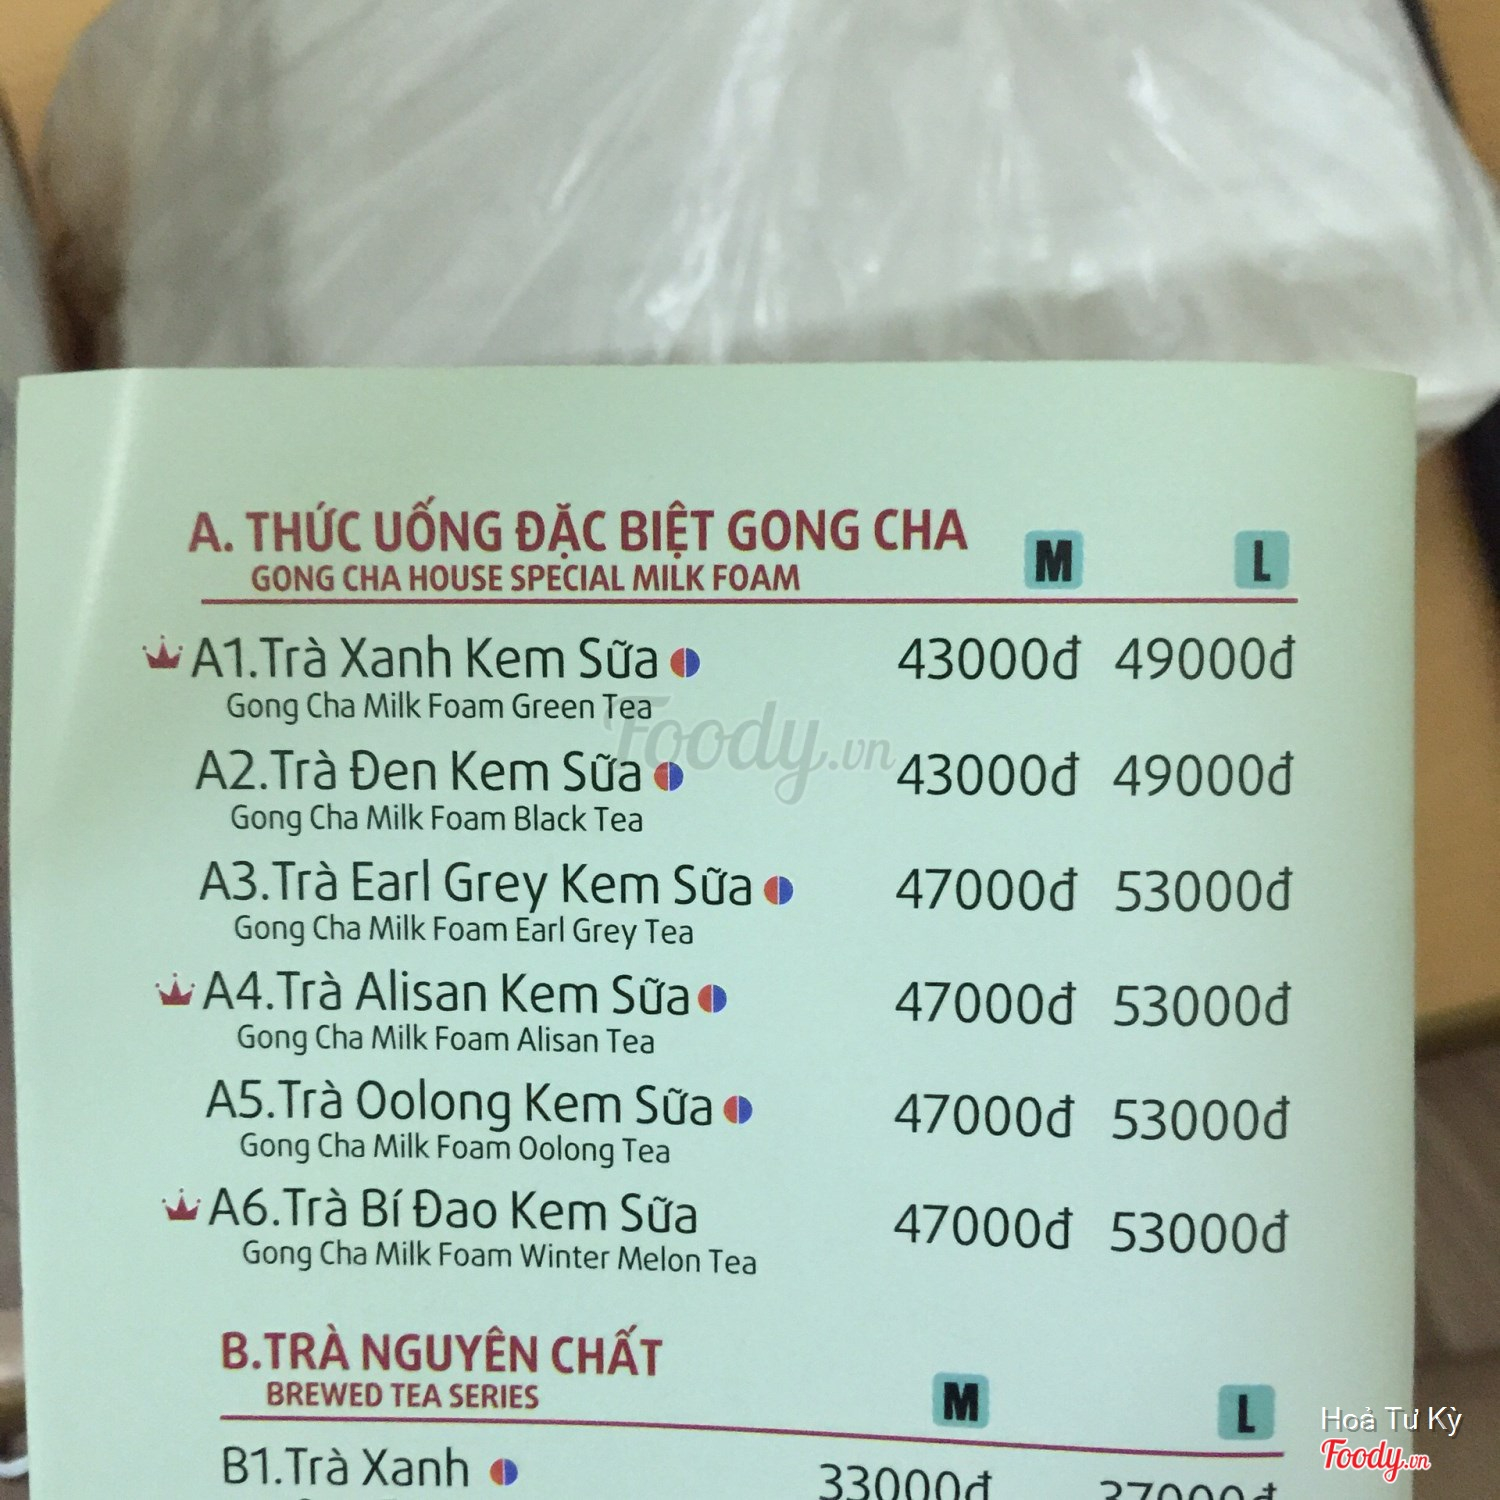 A. THỨC UỐNG ĐẶC BIỆT GONG CHA
GONG CHA HOUSE SPECIAL MILK FOAM
M L
A1.Trà Xanh Kem Sữa 43000đ 49000đ
Gong Cha Milk Foam Green Tea
Foody.vn
A2.Trà Đen Kem Sữa 43000đ 49000đ
Gong Cha Milk Foam Black Tea
A3.Trà Earl Grey Kem Sữa 47000đ 53000đ
Gong Cha Milk Foam Earl Grey Tea
A4.Trà Alisan Kem Sữa 47000đ 53000đ
Gong Cha Milk Foam Alisan Tea
A5.Trà Oolong Kem Sữa 47000đ 53000đ
Gong Cha Milk Foam Oolong Tea
A6.Trà Bí Đao Kem Sữa 47000đ 53000đ
Gong Cha Milk Foam Winter Melon Tea
B.TRÀ NGUYÊN CHẤT
BREWED TEA SERIES
M L
B1.Trà Xanh 33000đ 37000đ
Hoả Tư Kỳ
Foody.vn